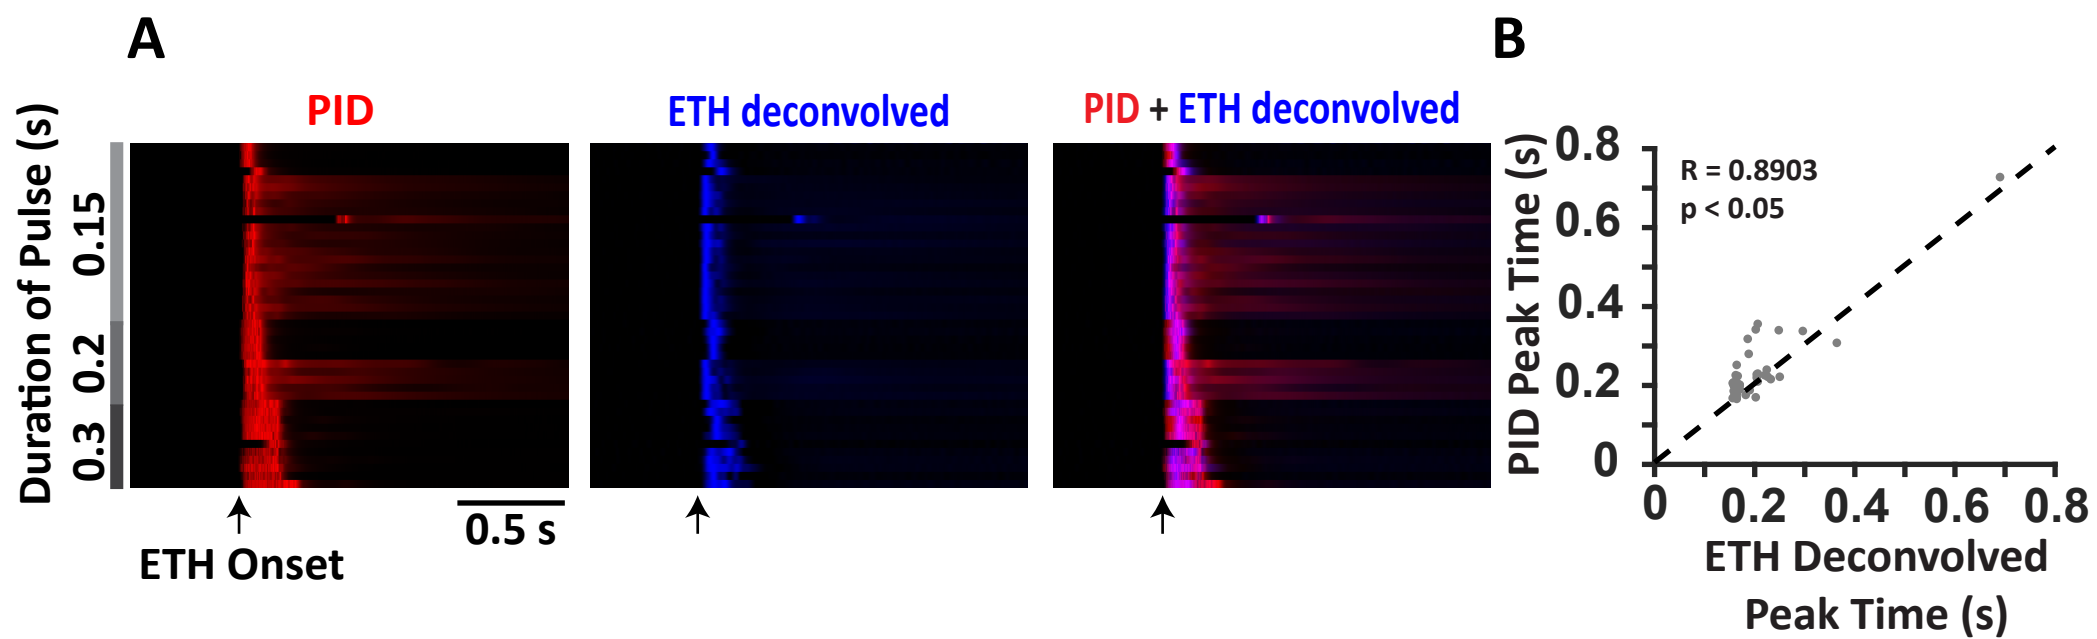 A
B
PID
ETH deconvolved
PID + ETH deconvolved
Duration of Pulse (s)
0.15
0.2
0.3
ETH Onset
0.5 s
PID Peak Time (s)
0.8
0.6
0.4
0.2
0
R = 0.8903
p < 0.05
0 0.2 0.4 0.6 0.8
ETH Deconvolved
Peak Time (s)